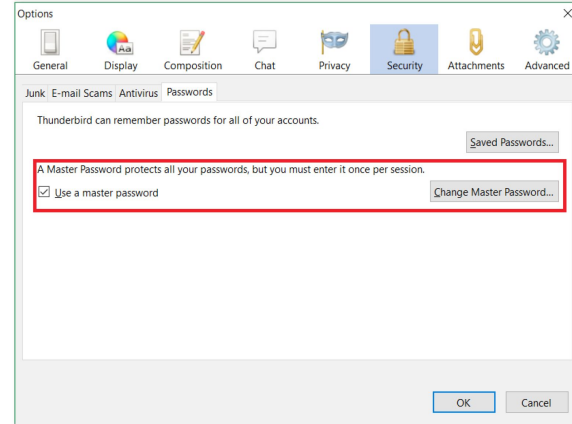 Options
Aa
General Display Composition Chat Privacy Security Attachments Advanced
Junk E-mail Scams Antivirus Passwords
Thunderbird can remember passwords for all of your accounts.
Saved Passwords...
A Master Password protects all your passwords, but you must enter it once per session.
Use a master password Change Master Password...
OK Cancel